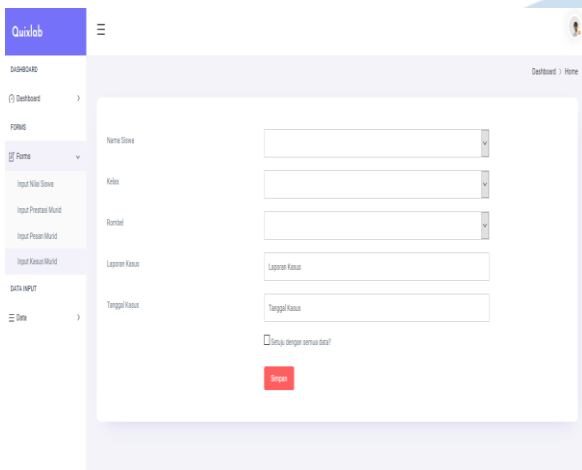 Quixlab
DASHBOARD
Dashboard
FORMS
Forms
Input Nilai Siswa
Input Prestasi Murid
Input Pesan Murid
Input Kasus Murid
DATA INPUT
Data
Dashboard > Home
Nama Siswa
Kelas
Rombel
Laporan Kasus
Laporan Kasus
Tanggal Kasus
Tanggal Kasus
Setuju dengan semua data?
Simpan